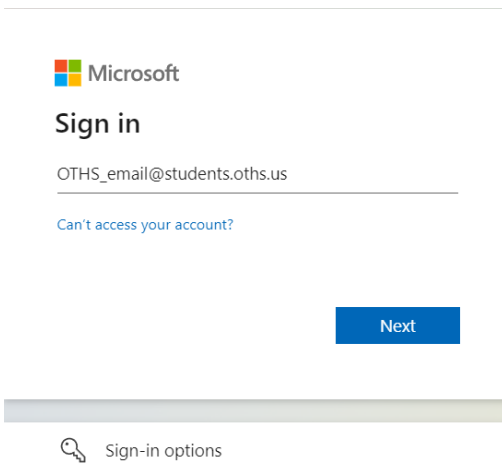 Microsoft
Sign in
OTHS_email@students.oths.us
Can't access your account?
Next
Sign-in options